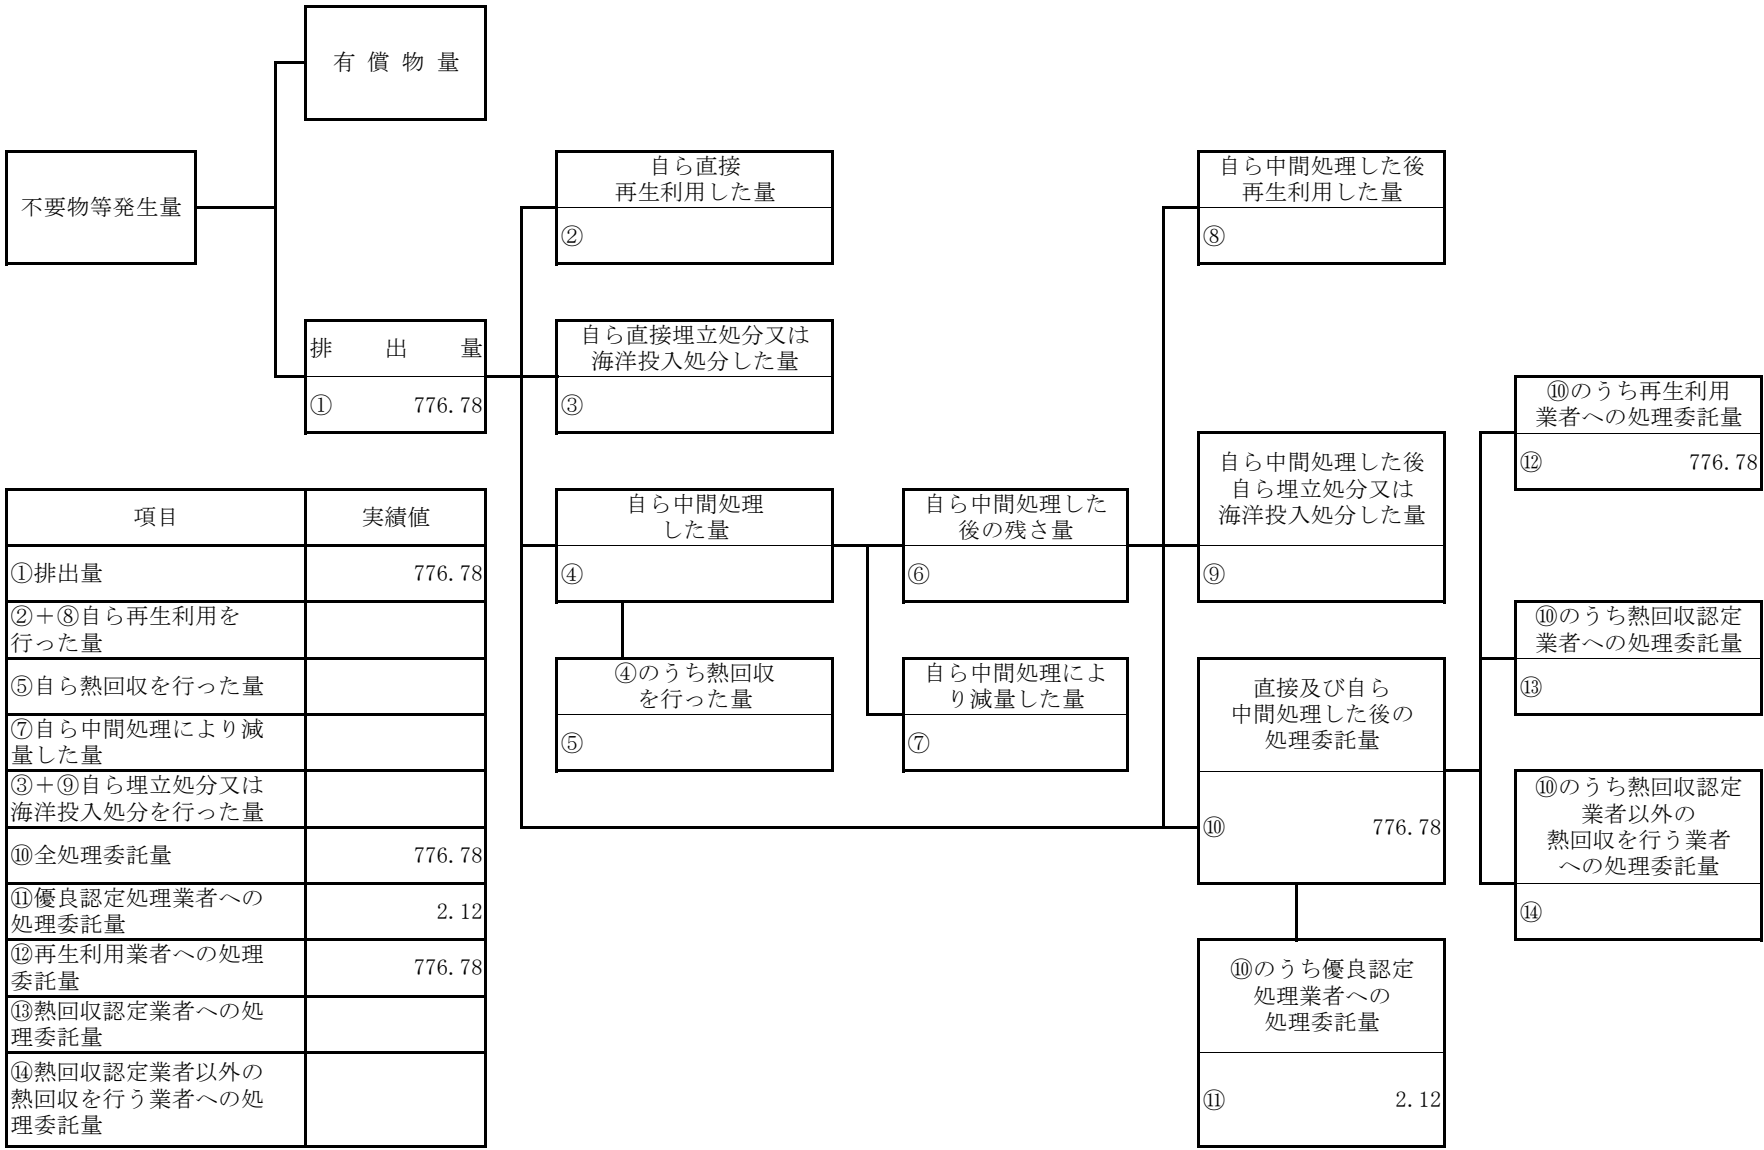 有償物量
不要物等発生量
自ら直接
再生利用した量
②
自ら中間処理した後
再生利用した量
⑧
排出量
①　776.78
自ら直接埋立処分又は
海洋投入処分した量
③
⑩のうち再生利用
業者への処理委託量
⑫　776.78
自ら中間処理
した量
④
自ら中間処理した
後の残さ量
⑥
自ら中間処理した後
自ら埋立処分又は
海洋投入処分した量
⑨
⑩のうち熱回収認定
業者への処理委託量
⑬
④のうち熱回収
を行った量
⑤
自ら中間処理によ
り減量した量
⑦
直接及び自ら
中間処理した後の
処理委託量
⑩　776.78
⑩のうち熱回収認定
業者以外の
熱回収を行う業者
への処理委託量
⑭
⑩のうち優良認定
処理業者への
処理委託量
⑪　2.12
項目　実績値
①排出量　776.78
②＋⑧自ら再生利用を
行った量
⑤自ら熱回収を行った量
⑦自ら中間処理により減
量した量
③＋⑨自ら埋立処分又は
海洋投入処分を行った量
⑩全処理委託量　776.78
⑪優良認定処理業者への
処理委託量　2.12
⑫再生利用業者への処理
委託量　776.78
⑬熱回収認定業者への処
理委託量
⑭熱回収認定業者以外の
熱回収を行う業者への処
理委託量